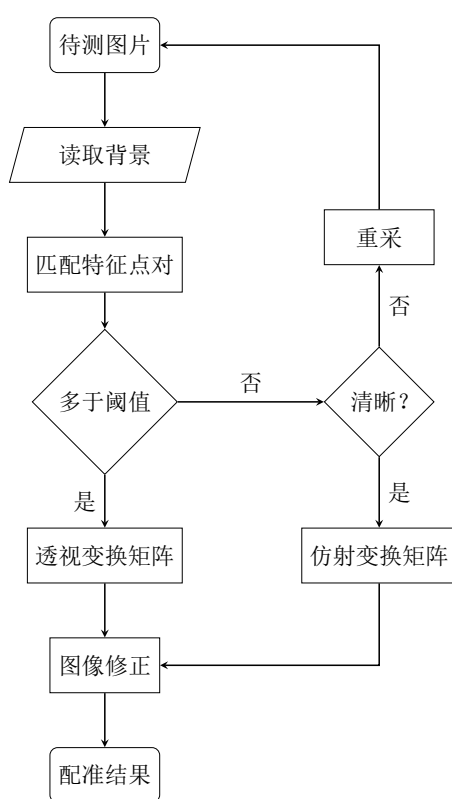 待测图片
读取背景
重采
匹配特征点对
否
否
多于阈值
清晰？
是
是
透视变换矩阵
仿射变换矩阵
图像修正
配准结果